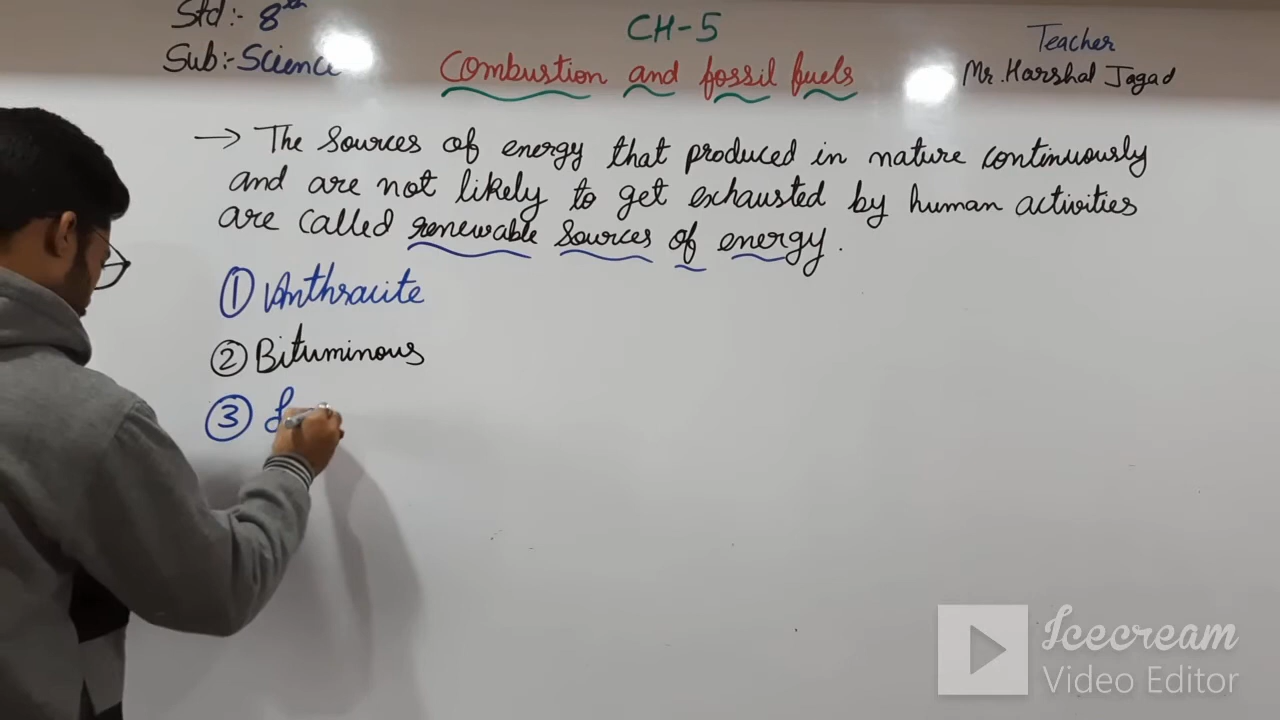 Std:- 8th
Sub:- Science
CH-5
Combustion and fossil fuels
Teacher
Mr. Harshal Jagad
→ The sources of energy that produced in nature continuously
and are not likely to get exhausted by human activities
are called renewable sources of energy.
① Anthracite
② Bituminous
③
Icecream
Video Editor